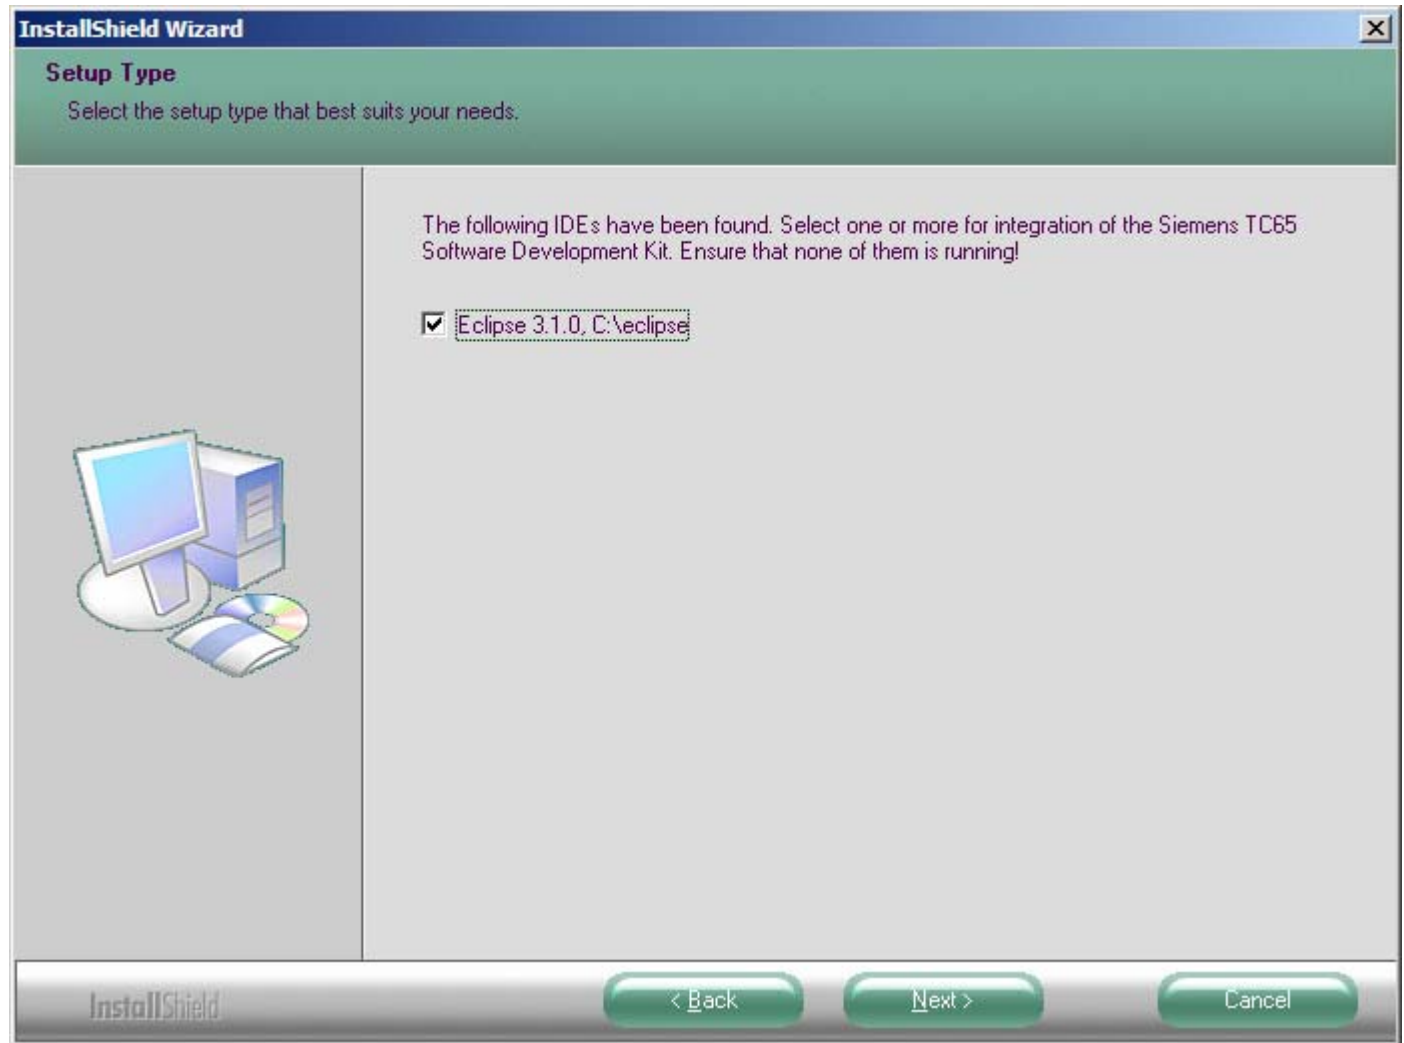 InstallShield Wizard
Setup Type
Select the setup type that best suits your needs.
The following IDEs have been found. Select one or more for integration of the Siemens TC65
Software Development Kit. Ensure that none of them is running!
Eclipse 3.1.0, C:\eclipse
InstallShield
< Back
Next >
Cancel